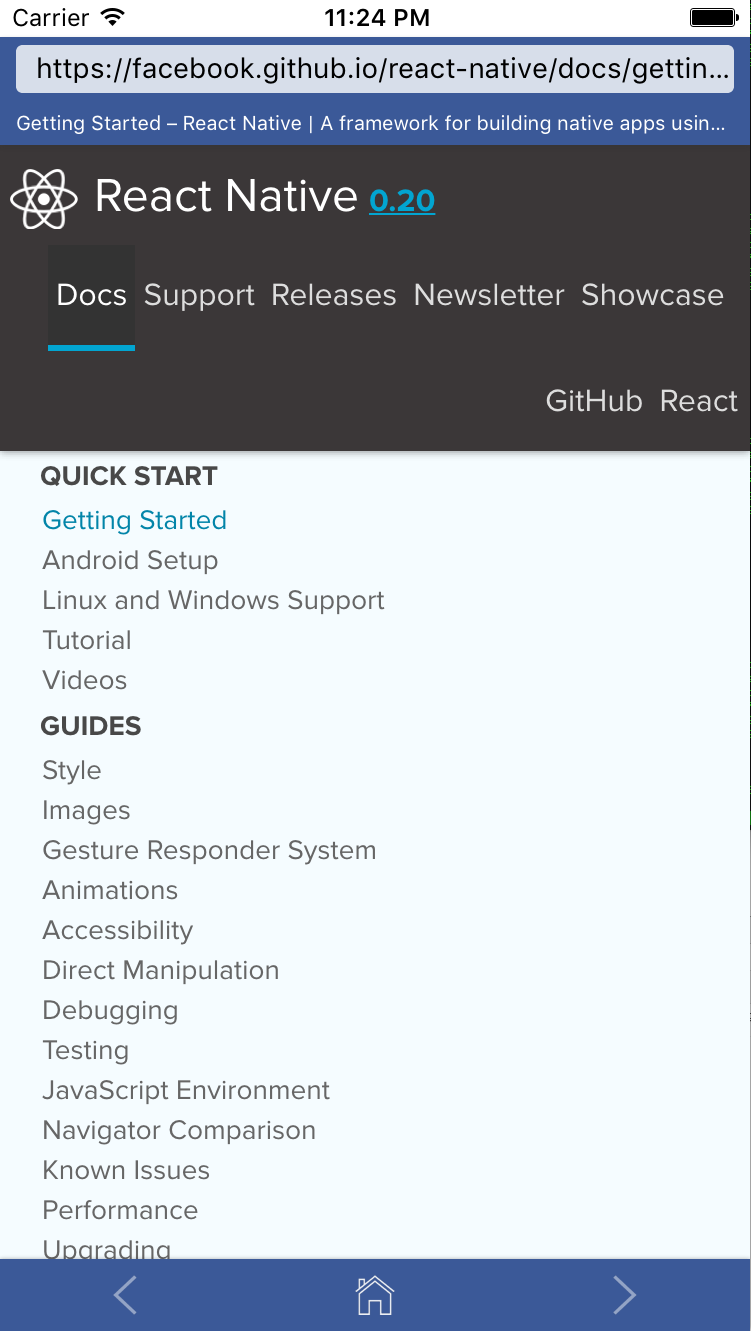 Carrier 11:24 PM
https://facebook.github.io/react-native/docs/gettin...
Getting Started – React Native | A framework for building native apps usin...
React Native 0.20
Docs Support Releases Newsletter Showcase
GitHub React
QUICK START
Getting Started
Android Setup
Linux and Windows Support
Tutorial
Videos
GUIDES
Style
Images
Gesture Responder System
Animations
Accessibility
Direct Manipulation
Debugging
Testing
JavaScript Environment
Navigator Comparison
Known Issues
Performance
Upgrading